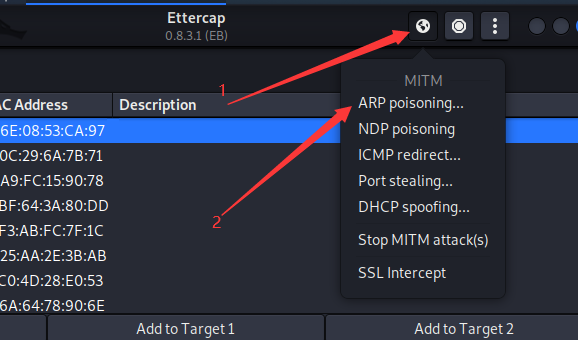 Ettercap
0.8.3.1 (EB)
1
MITM
AC Address Description
ARP poisoning...
6E:08:53:CA:97
NDP poisoning
0C:29:6A:7B:71
ICMP redirect...
A9:FC:15:90:78
Port stealing...
BF:64:3A:80:DD
DHCP spoofing...
2
F3:AB:FC:7F:1C
Stop MITM attack(s)
25:AA:2E:3B:AB
SSL Intercept
C0:4D:28:E0:53
6A:64:78:90:6E
Add to Target 1
Add to Target 2